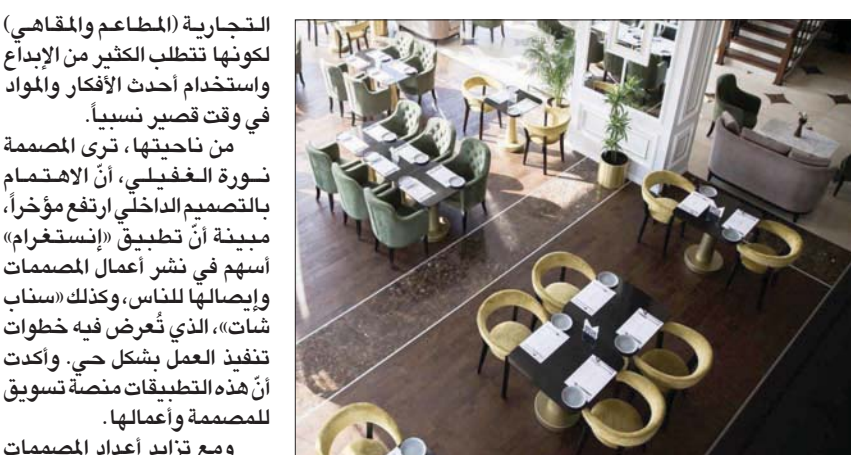 التجارية (المطاعم والمقاهي)
لكونها تتطلب الكثير من الإبداع
واستخدام أحدث الأفكار والمواد
في وقت قصير نسبياً.
من ناحيتها، ترى المصممة
نورة الغفيلي، أنّ الاهتمام
بالتصميم الداخلي ارتفع مؤخراً،
مبينة أنّ تطبيق «إنستغرام»
أسهم في نشر أعمال المصممات
وإيصالها للناس، وكذلك «سناب
شات»، الذي تُعرض فيه خطوات
تنفيذ العمل بشكل حي. وأكدت
أنّ هذه التطبيقات منصة تسويق
للمصممة وأعمالها.
ومع تزايد أعداد المصممات